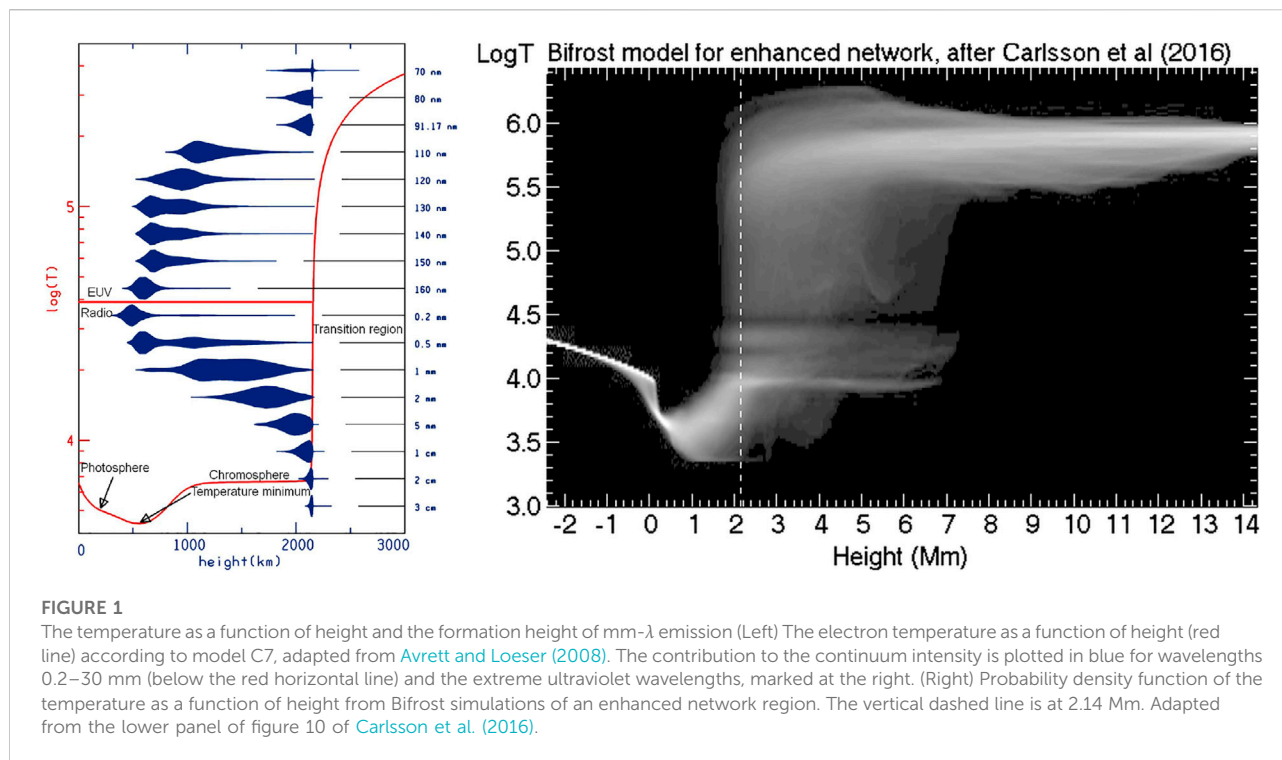 LogT Bifrost model for enhanced network, after Carlsson et al (2016)
70 nm
80 nm
91.17 nm
110 nm
120 nm
130 nm
140 nm
150 nm
160 nm
0.2 mm
0.5 mm
1 mm
2 mm
5 mm
1 cm
2 cm
3 cm
5
4
log(T)
EUV
Radio
Transition region
Photosphere
Chromosphere
Temperature minimum
0 1000 2000 3000
height(km)
6.0
5.5
5.0
4.5
4.0
3.5
3.0
-2 -1 0 1 2 3 4 5 6 7 8 9 10 11 12 13 14
Height (Mm)
FIGURE 1
The temperature as a function of height and the formation height of mm-λ emission (Left) The electron temperature as a function of height (red
line) according to model C7, adapted from Avrett and Loeser (2008). The contribution to the continuum intensity is plotted in blue for wavelengths
0.2–30 mm (below the red horizontal line) and the extreme ultraviolet wavelengths, marked at the right. (Right) Probability density function of the
temperature as a function of height from Bifrost simulations of an enhanced network region. The vertical dashed line is at 2.14 Mm. Adapted
from the lower panel of figure 10 of Carlsson et al. (2016).